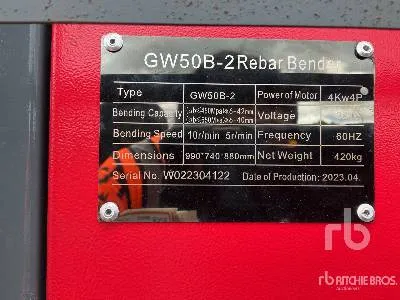 GW50B-2 Rebar Bender
Type GW50B-2 Power of Motor 4Kw4P
Bending Capacity Voltage
Bending Speed 10r/min 5r/min Frequency 60HZ
Dimensions 990*740*880mm Net Weight 420kg
Serial No. W022304122 Date of Production: 2023.04.
rb
rb RITCHIE BROS.
Auctioneers